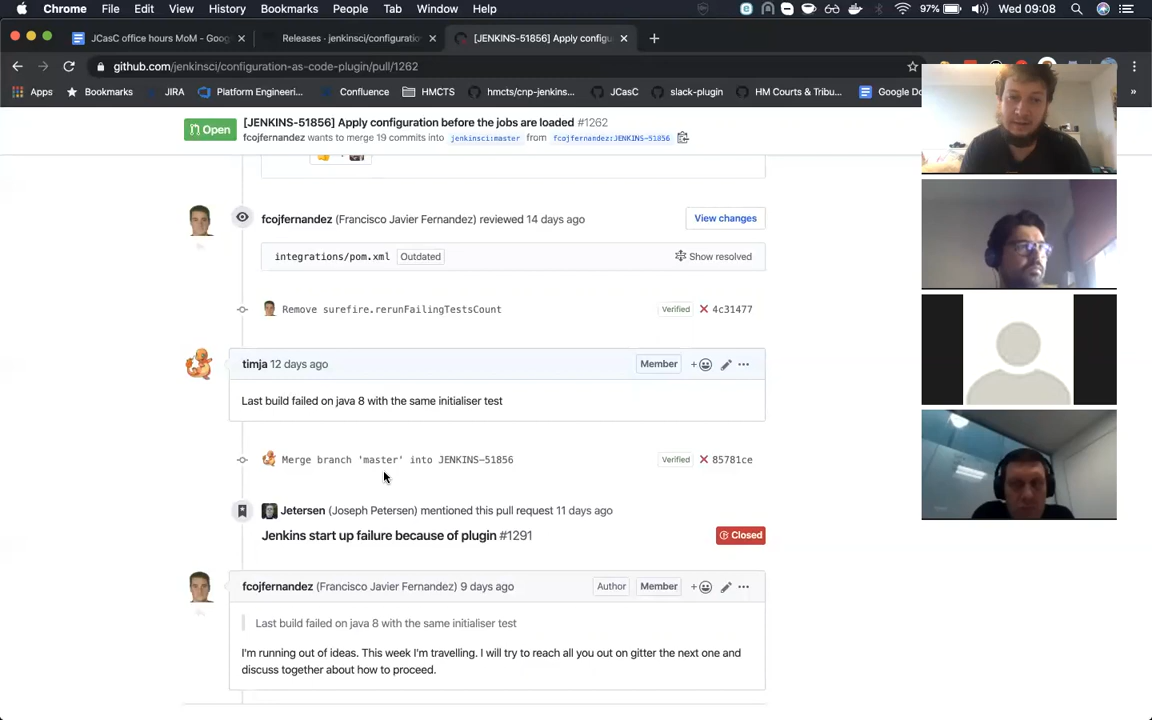 Chrome File Edit View History Bookmarks People Tab Window Help 97% Wed 09:08
JCasC office hours MoM - Goog × Releases · jenkinsci/configuratio × [JENKINS-51856] Apply configu × +
github.com/jenkinsci/configuration-as-code-plugin/pull/1262
Apps Bookmarks JIRA Platform Engineeri... Confluence HMCTS hmcts/cnp-jenkins... JCasC slack-plugin HM Courts & Tribu... Google Do »
Open [JENKINS-51856] Apply configuration before the jobs are loaded #1262
fcojfernandez wants to merge 19 commits into jenkinsci:master from fcojfernandez:JENKINS-51856
fcojfernandez (Francisco Javier Fernandez) reviewed 14 days ago View changes
integrations/pom.xml Outdated Show resolved
Remove surefire.rerunFailingTestsCount Verified 4c31477
timja 12 days ago Member
Last build failed on java 8 with the same initialiser test
Merge branch 'master' into JENKINS-51856 Verified 85781ce
Jetersen (Joseph Petersen) mentioned this pull request 11 days ago
Jenkins start up failure because of plugin #1291 Closed
fcojfernandez (Francisco Javier Fernandez) 9 days ago Author Member
Last build failed on java 8 with the same initialiser test
I'm running out of ideas. This week I'm travelling. I will try to reach all you out on gitter the next one and
discuss together about how to proceed.